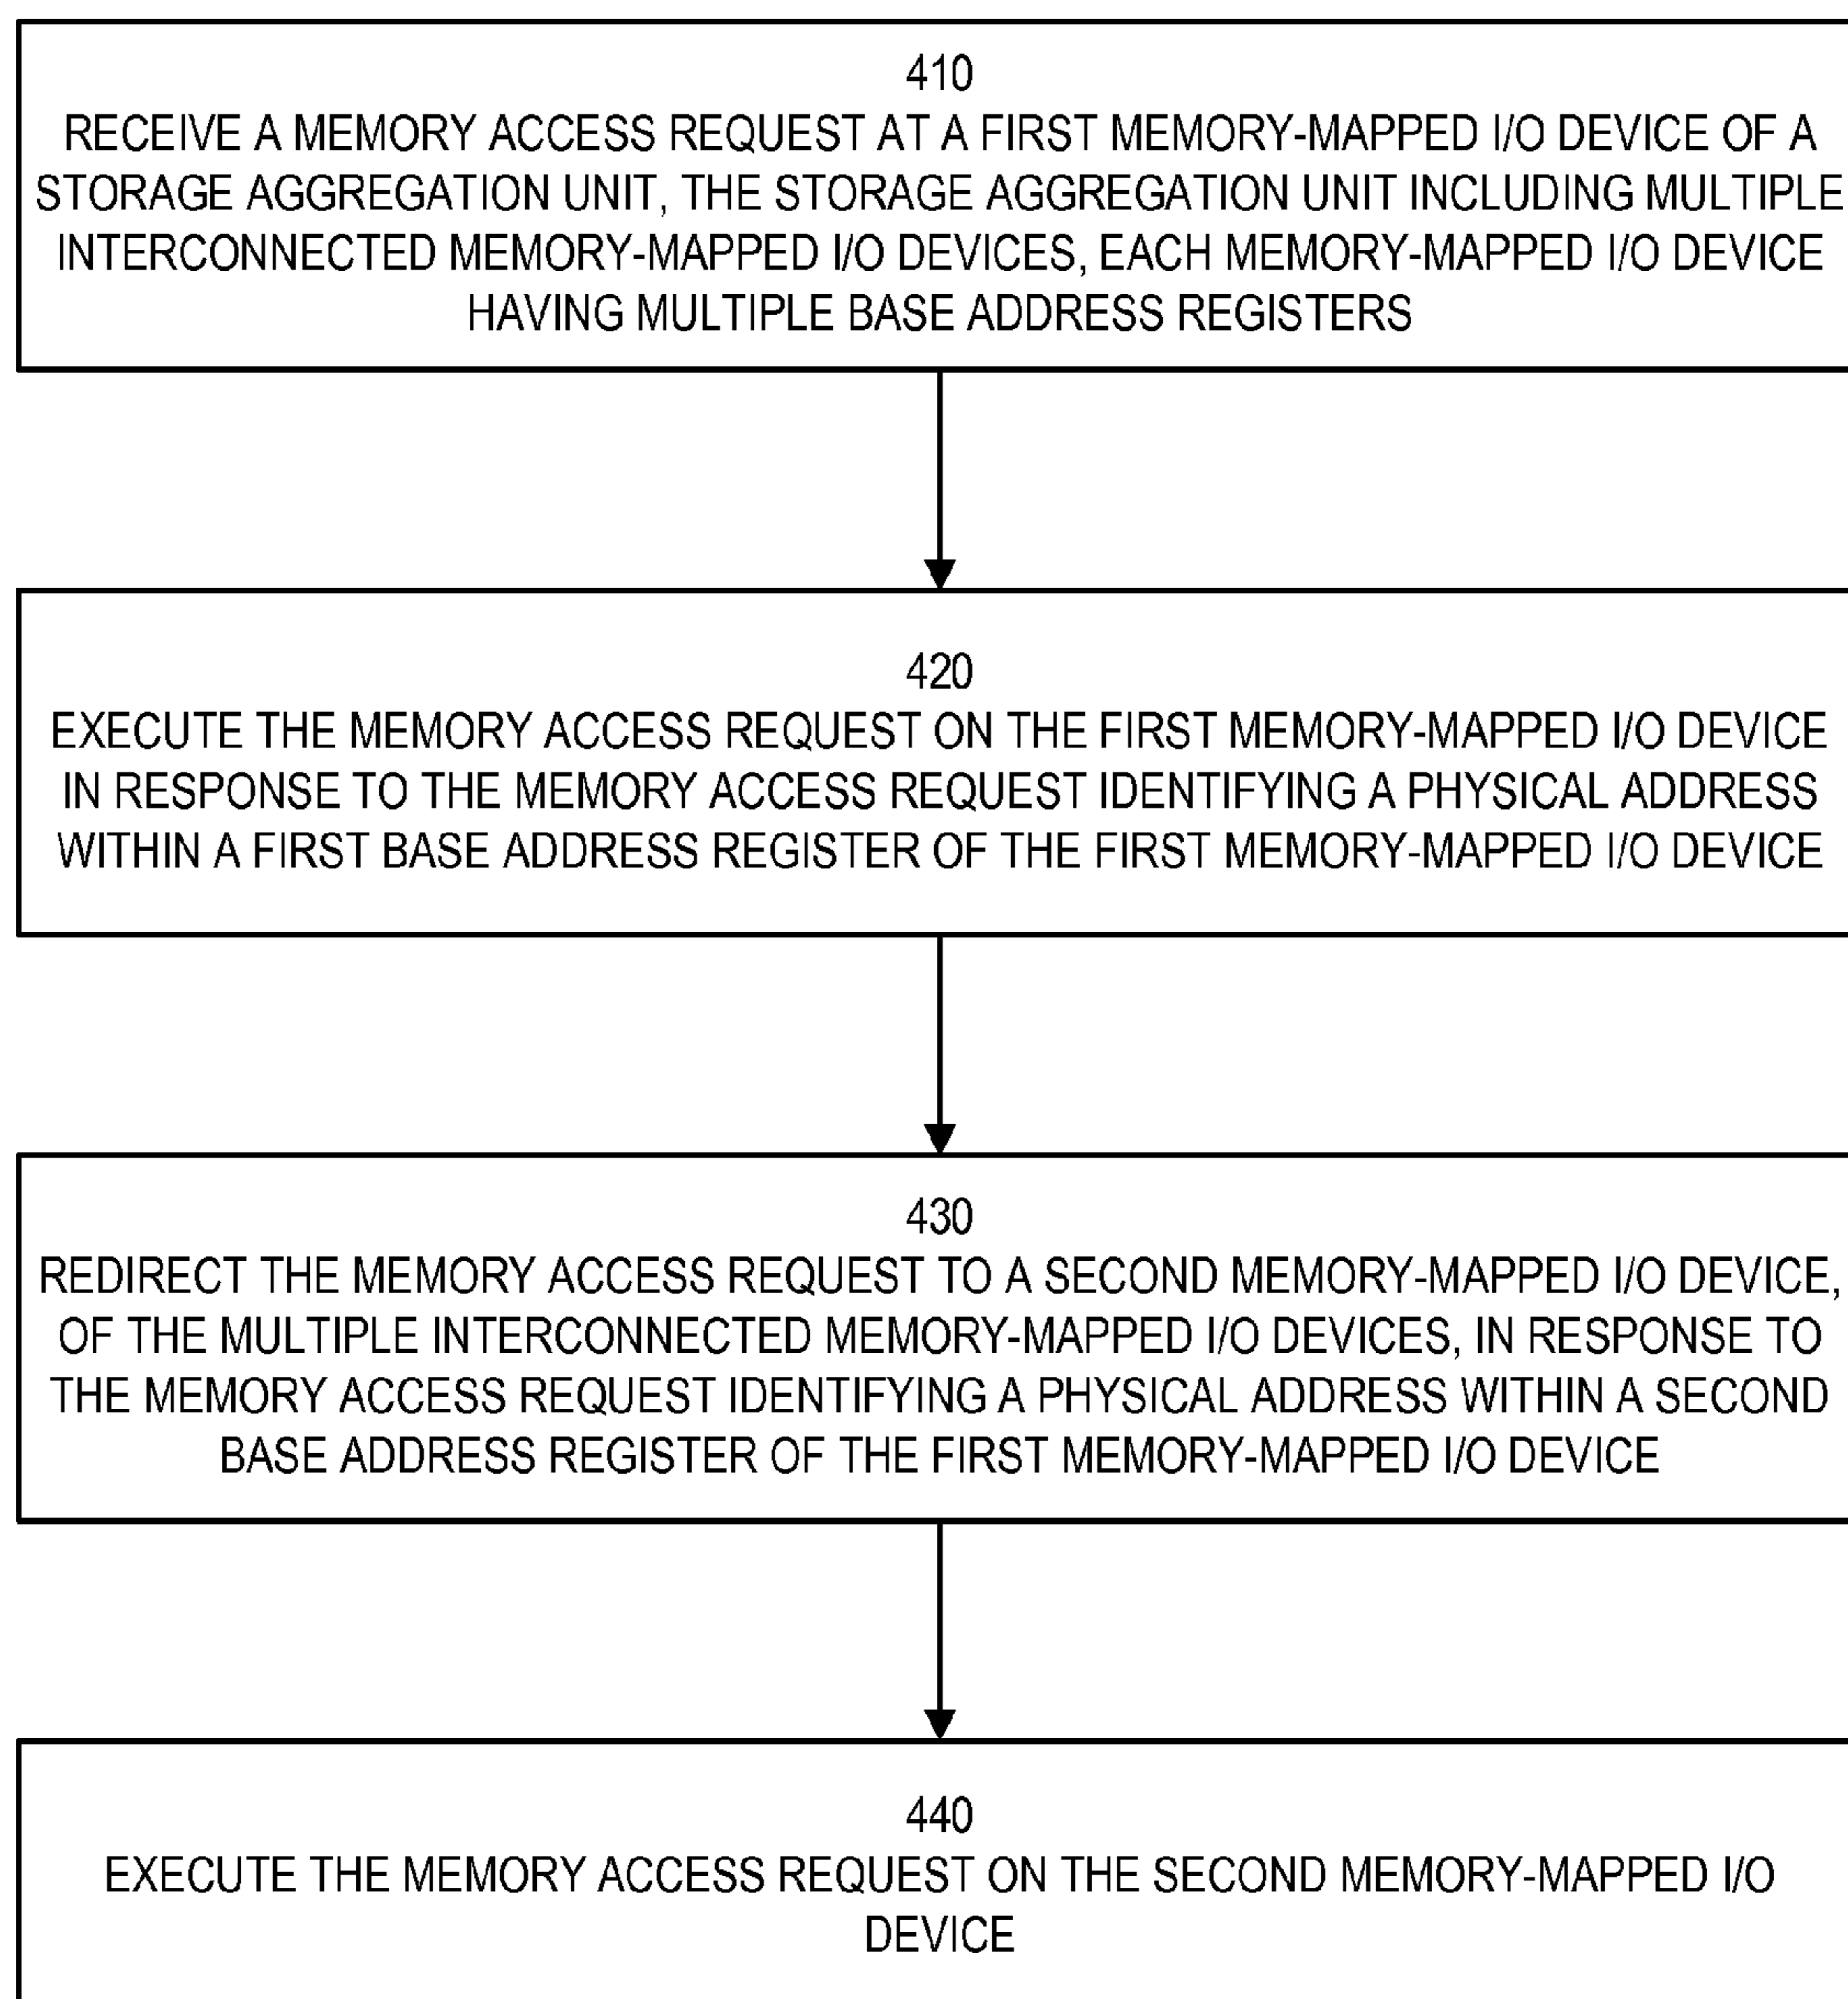 410
RECEIVE A MEMORY ACCESS REQUEST AT A FIRST MEMORY-MAPPED I/O DEVICE OF A
STORAGE AGGREGATION UNIT, THE STORAGE AGGREGATION UNIT INCLUDING MULTIPLE
INTERCONNECTED MEMORY-MAPPED I/O DEVICES, EACH MEMORY-MAPPED I/O DEVICE
HAVING MULTIPLE BASE ADDRESS REGISTERS
420
EXECUTE THE MEMORY ACCESS REQUEST ON THE FIRST MEMORY-MAPPED I/O DEVICE
IN RESPONSE TO THE MEMORY ACCESS REQUEST IDENTIFYING A PHYSICAL ADDRESS
WITHIN A FIRST BASE ADDRESS REGISTER OF THE FIRST MEMORY-MAPPED I/O DEVICE
430
REDIRECT THE MEMORY ACCESS REQUEST TO A SECOND MEMORY-MAPPED I/O DEVICE,
OF THE MULTIPLE INTERCONNECTED MEMORY-MAPPED I/O DEVICES, IN RESPONSE TO
THE MEMORY ACCESS REQUEST IDENTIFYING A PHYSICAL ADDRESS WITHIN A SECOND
BASE ADDRESS REGISTER OF THE FIRST MEMORY-MAPPED I/O DEVICE
440
EXECUTE THE MEMORY ACCESS REQUEST ON THE SECOND MEMORY-MAPPED I/O
DEVICE